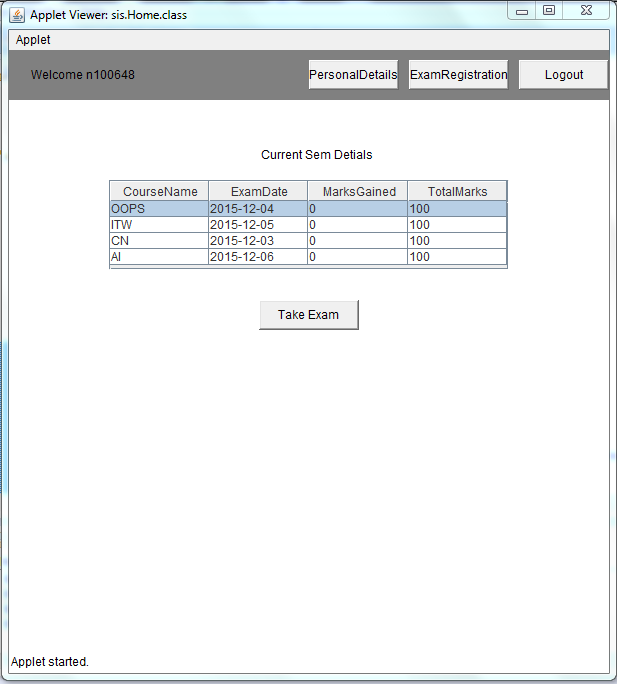 Applet Viewer: sis.Home.class
Applet
Welcome n100648 PersonalDetails ExamRegistration Logout
Current Sem Detials
CourseName ExamDate MarksGained TotalMarks
OOPS 2015-12-04 0 100
ITW 2015-12-05 0 100
CN 2015-12-03 0 100
AI 2015-12-06 0 100
Take Exam
Applet started.